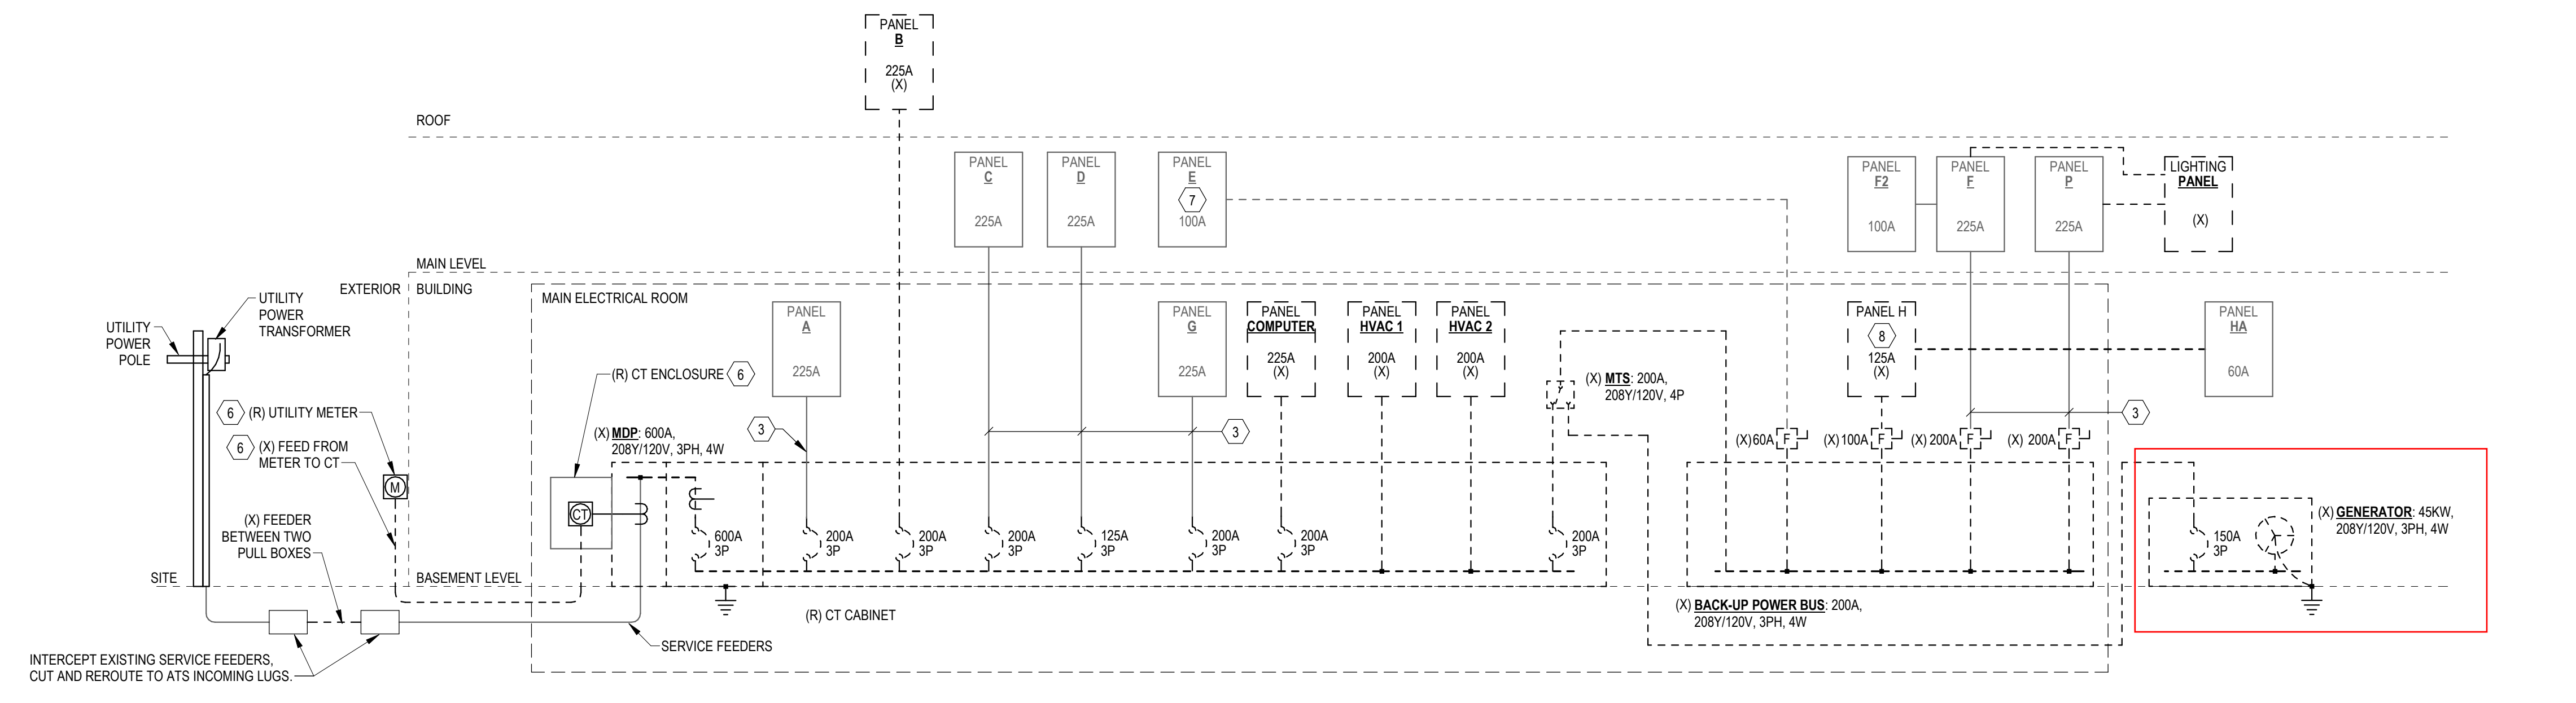 PANEL
B
225A
(X)
ROOF
PANEL
C
225A
PANEL
D
225A
PANEL
E
7
100A
PANEL
F2
100A
PANEL
F
225A
PANEL
P
225A
LIGHTING
PANEL
(X)
MAIN LEVEL
EXTERIOR
BUILDING
MAIN ELECTRICAL ROOM
UTILITY
POWER
TRANSFORMER
UTILITY
POWER
POLE
PANEL
A
225A
PANEL
G
225A
PANEL
COMPUTER
225A
(X)
PANEL
HVAC 1
200A
(X)
PANEL
HVAC 2
200A
(X)
(X) MTS: 200A,
208Y/120V, 4P
PANEL H
8
125A
(X)
PANEL
HA
60A
(R) CT ENCLOSURE 6
6 (R) UTILITY METER
6 (X) FEED FROM
METER TO CT
(X) MDP: 600A,
208Y/120V, 3PH, 4W
3
3
3
(X)60A F
(X)100A F
(X)200A F
(X) 200A F
M
CT
(X) FEEDER
BETWEEN TWO
PULL BOXES
600A
3P
200A
3P
200A
3P
200A
3P
125A
3P
200A
3P
200A
3P
200A
3P
150A
3P
(X) GENERATOR: 45KW,
208Y/120V, 3PH, 4W
SITE
BASEMENT LEVEL
(R) CT CABINET
(X) BACK-UP POWER BUS: 200A,
208Y/120V, 3PH, 4W
SERVICE FEEDERS
INTERCEPT EXISTING SERVICE FEEDERS,
CUT AND REROUTE TO ATS INCOMING LUGS.